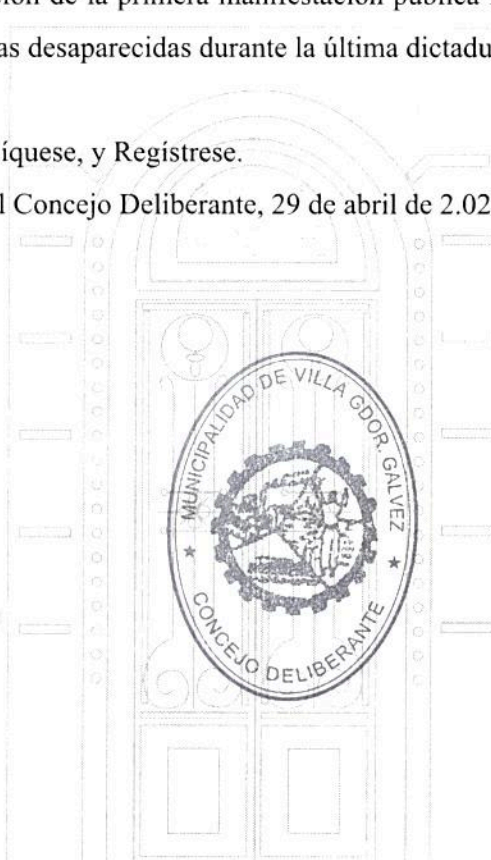 ión de la primera manifestación pública
as desaparecidas durante la última dictadu
íquese, y Regístrese.
l Concejo Deliberante, 29 de abril de 2.02
MUNICIPALIDAD DE VILLA GDOR. GALVEZ
CONCEJO DELIBERANTE